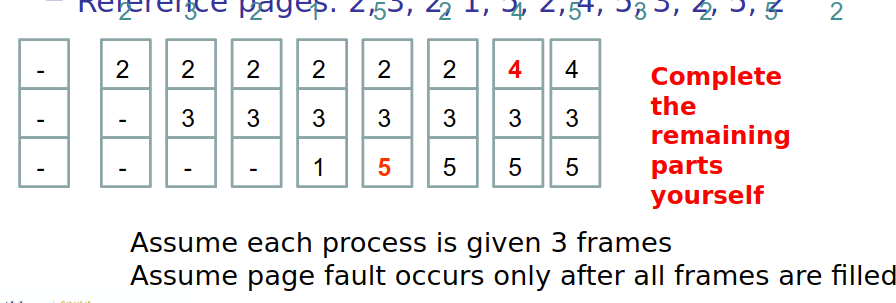 – Reference pages: 2, 3, 2, 1, 5, 2, 4, 5, 3, 2, 5, 2
2 3 2 1 5 2 4 5 3 2 5 2
- 2 2 2 2 2 2 4 4
- - 3 3 3 3 3 3 3
- - - - 1 5 5 5 5
Complete
the
remaining
parts
yourself
Assume each process is given 3 frames
Assume page fault occurs only after all frames are filled